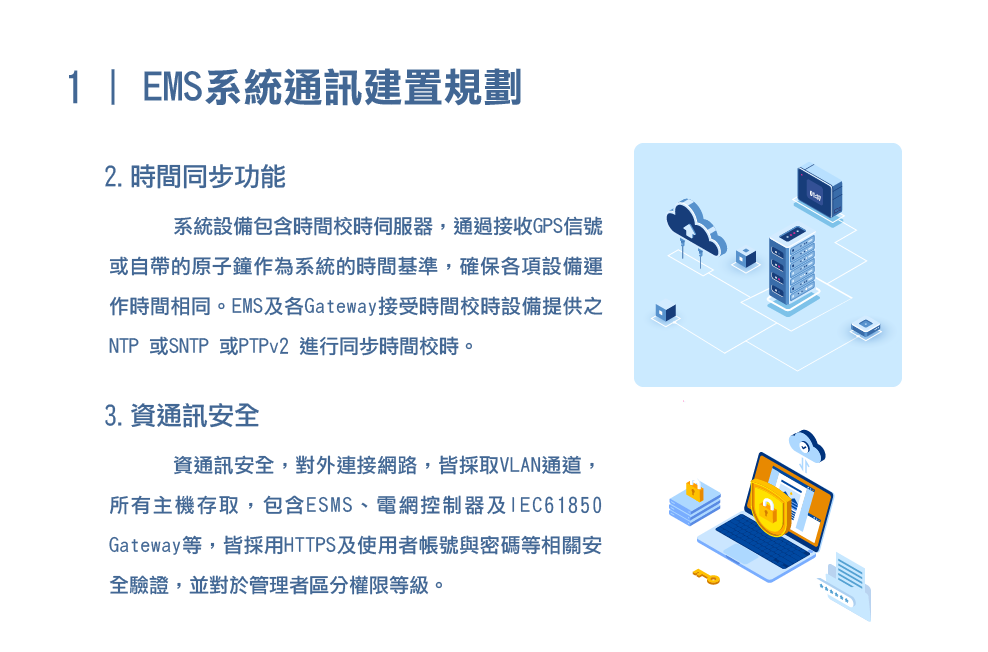 1 | EMS系統通訊建置規劃
2. 時間同步功能
系統設備包含時間校時伺服器，通過接收GPS信號
或自帶的原子鐘作為系統的時間基準，確保各項設備運
作時間相同。EMS及各Gateway接受時間校時設備提供之
NTP 或SNTP 或PTPv2 進行同步時間校時。
3. 資通訊安全
資通訊安全，對外連接網路，皆採取VLAN通道，
所有主機存取，包含ESMS、電網控制器及IEC61850
Gateway等，皆採用HTTPS及使用者帳號與密碼等相關安
全驗證，並對於管理者區分權限等級。